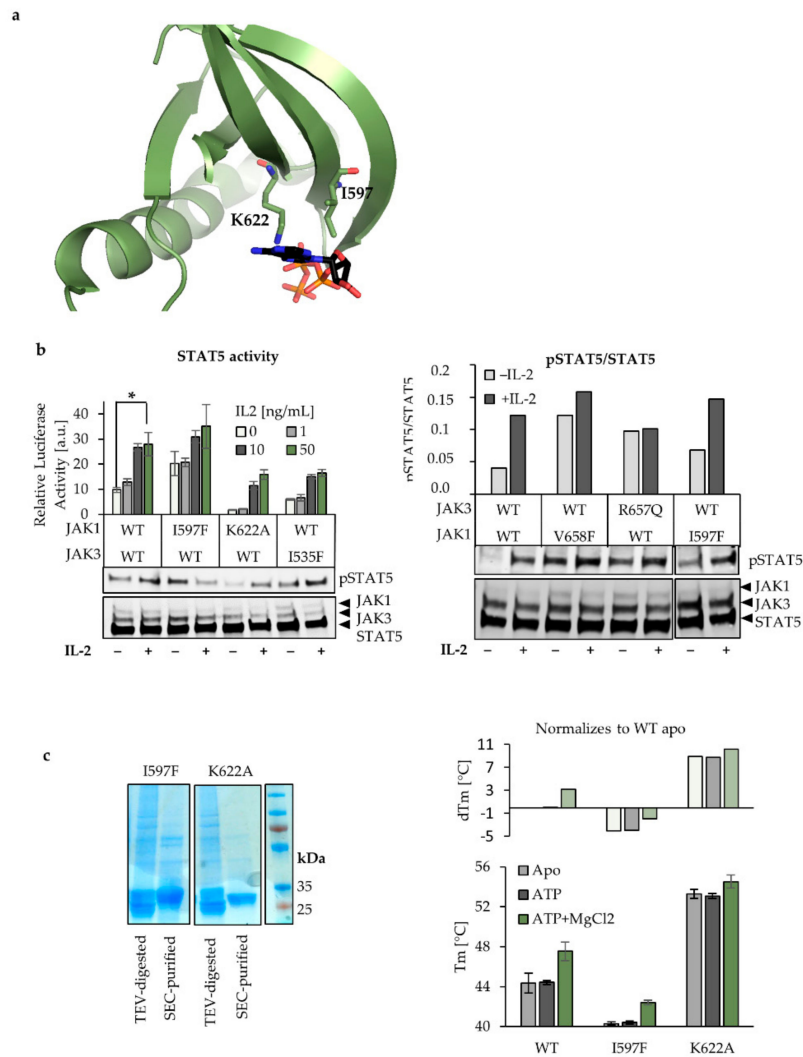 a
I597
K622
b
STAT5 activity
Relative Luciferase
Activity [a.u.]
40
30
20
10
0
*
IL2 [ng/mL]
0 1
10 50
JAK1 WT I597F K622A WT
JAK3 WT WT WT I535F
pSTAT5
JAK1
JAK3
STAT5
IL-2 – + – + – + – +
pSTAT5/STAT5
pSTAT5/STAT5
0.2
0.15
0.1
0.05
0.0
–IL-2
+IL-2
JAK3 WT WT R657Q WT
JAK1 WT V658F WT I597F
pSTAT5
JAK1
JAK3
STAT5
IL-2 – + – + – + – +
c
I597F K622A
kDa
35
25
TEV-digested
SEC-purified
TEV-digested
SEC-purified
Normalizes to WT apo
dTm [°C]
11
7
3
-1
-5
Tm [°C]
56
52
48
44
40
Apo
ATP
ATP+MgCl2
WT I597F K622A